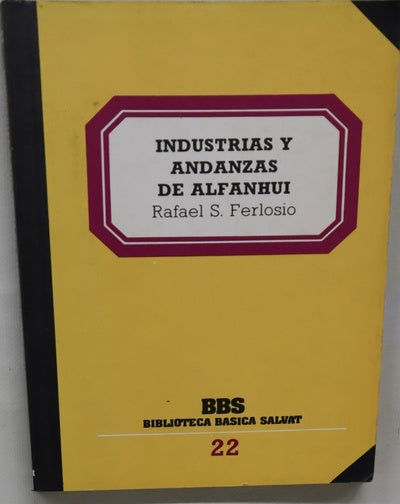 INDUSTRIAS Y
ANDANZAS
DE ALFANHUI
Rafael S. Ferlosio
BBS
BIBLIOTECA BASICA SALVAT
22